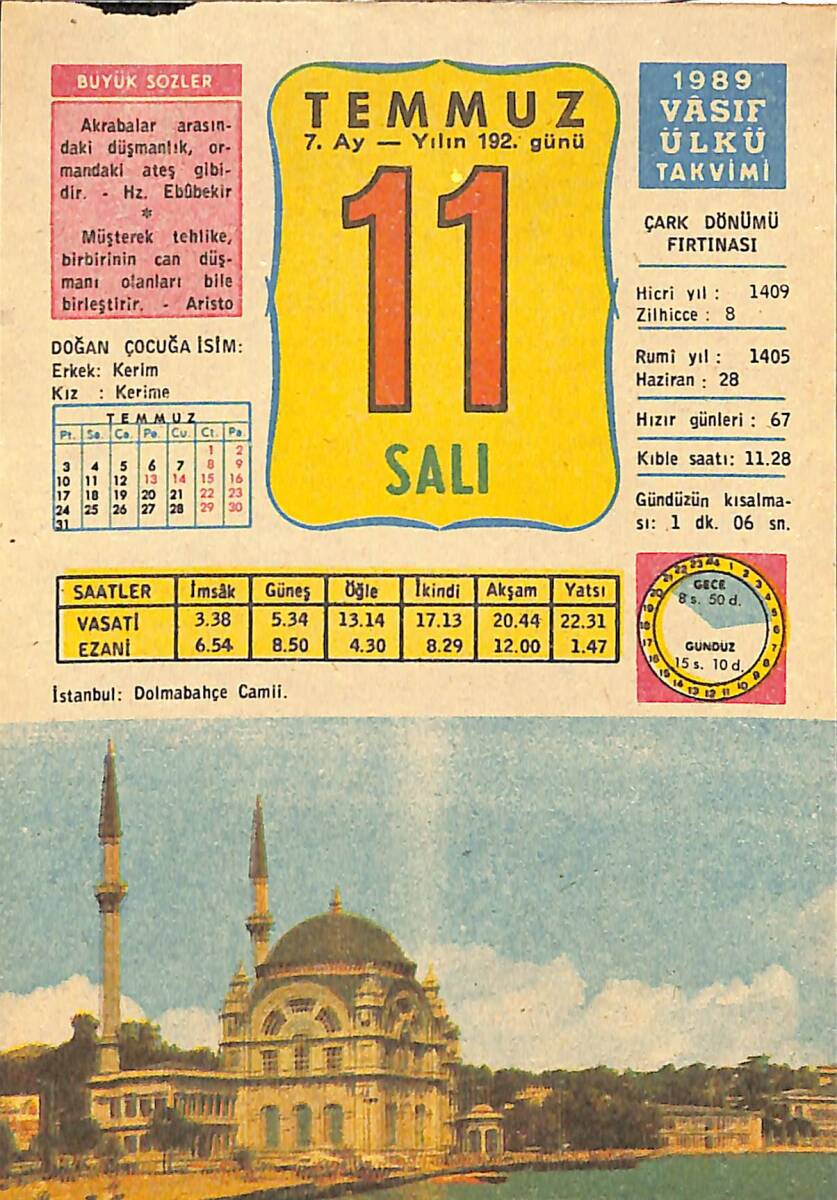 BÜYÜK SÖZLER
Akrabalar arasın-
daki düşmanlık, or-
mandaki ateş gibi-
dir. - Hz. Ebûbekir
*
Müşterek tehlike,
birbirinin can düş-
manı olanları bile
birleştirir. - Aristo
DOĞAN ÇOCUĞA İSİM:
Erkek: Kerim
Kız : Kerime
TEMMUZ
Pt. Sa. Ça. Pe. Cu. Ct. Pa.
1 2
3 4 5 6 7 8 9
10 11 12 13 14 15 16
17 18 19 20 21 22 23
24 25 26 27 28 29 30
31
TEMMUZ
7. Ay — Yılın 192. günü
11
SALI
1989
VÂSIF
ÜLKÜ
TAKVİMİ
ÇARK DÖNÜMÜ
FIRTINASI
Hicri yıl : 1409
Zilhicce : 8
Rumî yıl : 1405
Haziran : 28
Hızır günleri : 67
Kıble saatı: 11.28
Gündüzün kısalma-
sı: 1 dk. 06 sn.
SAATLER İmsâk Güneş Öğle İkindi Akşam Yatsı
VASATİ 3.38 5.34 13.14 17.13 20.44 22.31
EZANİ 6.54 8.50 4.30 8.29 12.00 1.47
GECE
8 s. 50 d.
GÜNDÜZ
15 s. 10 d.
İstanbul: Dolmabahçe Camii.